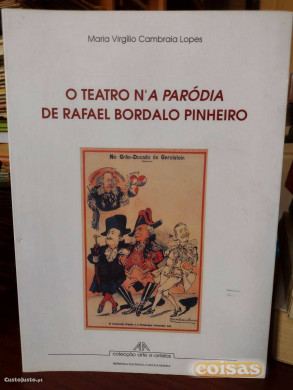 Maria Virgílio Cambraia Lopes
O TEATRO N'A PARÓDIA
DE RAFAEL BORDALO PINHEIRO
No Grão-Ducado de Gerolstein
colecção arte e artistas
CustoJusto.pt
coisas